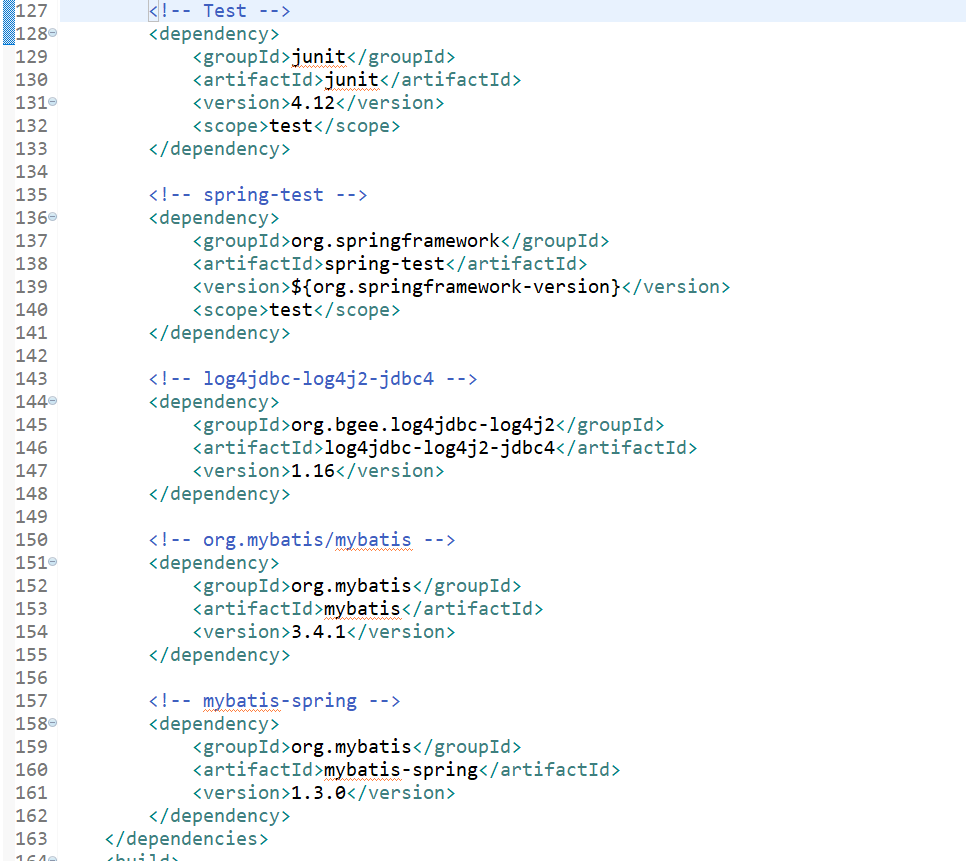 127 <!-- Test -->
128 <dependency>
129 <groupId>junit</groupId>
130 <artifactId>junit</artifactId>
131 <version>4.12</version>
132 <scope>test</scope>
133 </dependency>
134
135 <!-- spring-test -->
136 <dependency>
137 <groupId>org.springframework</groupId>
138 <artifactId>spring-test</artifactId>
139 <version>${org.springframework-version}</version>
140 <scope>test</scope>
141 </dependency>
142
143 <!-- log4jdbc-log4j2-jdbc4 -->
144 <dependency>
145 <groupId>org.bgee.log4jdbc-log4j2</groupId>
146 <artifactId>log4jdbc-log4j2-jdbc4</artifactId>
147 <version>1.16</version>
148 </dependency>
149
150 <!-- org.mybatis/mybatis -->
151 <dependency>
152 <groupId>org.mybatis</groupId>
153 <artifactId>mybatis</artifactId>
154 <version>3.4.1</version>
155 </dependency>
156
157 <!-- mybatis-spring -->
158 <dependency>
159 <groupId>org.mybatis</groupId>
160 <artifactId>mybatis-spring</artifactId>
161 <version>1.3.0</version>
162 </dependency>
163 </dependencies>
164 <build>